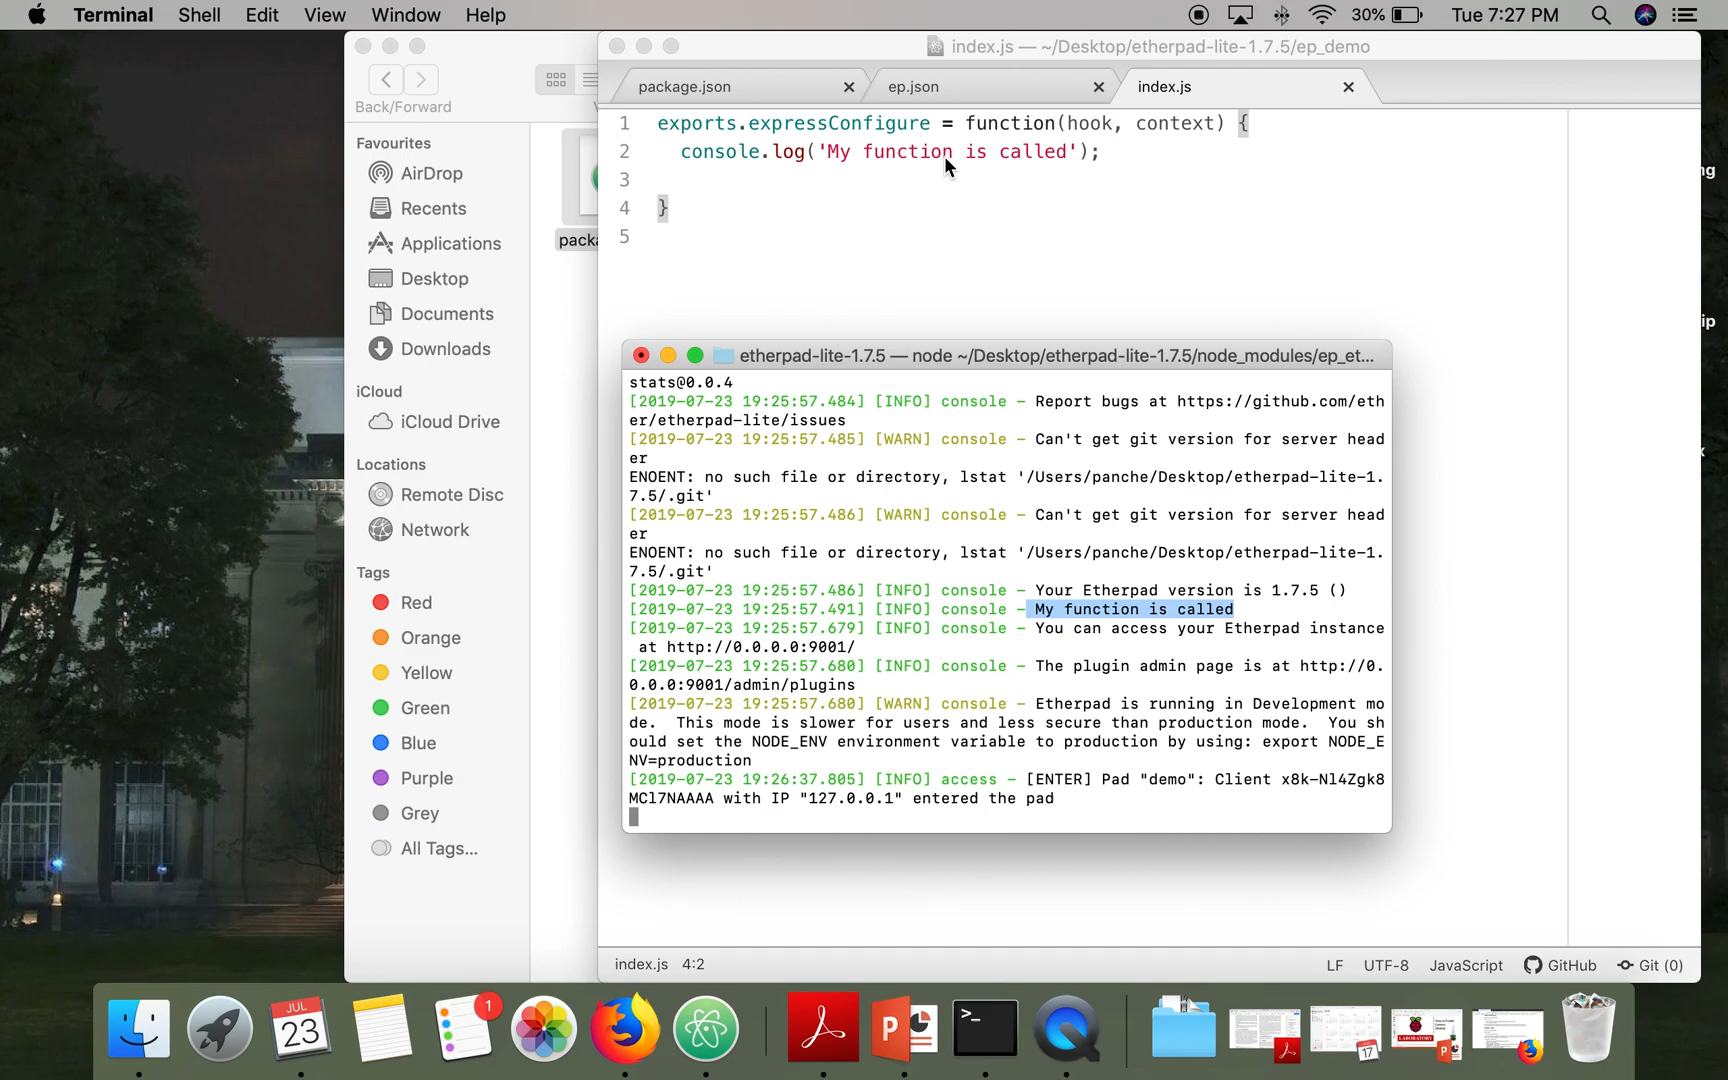 Terminal Shell Edit View Window Help 30% Tue 7:27 PM
index.js — ~/Desktop/etherpad-lite-1.7.5/ep_demo
Back/Forward
package.json ep.json index.js
Favourites
AirDrop
Recents
Applications
Desktop
Documents
Downloads
iCloud
iCloud Drive
Locations
Remote Disc
Network
Tags
Red
Orange
Yellow
Green
Blue
Purple
Grey
All Tags...
packa
1 exports.expressConfigure = function(hook, context) {
2 console.log('My function is called');
3
4 }
5
etherpad-lite-1.7.5 — node ~/Desktop/etherpad-lite-1.7.5/node_modules/ep_et...
stats@0.0.4
[2019-07-23 19:25:57.484] [INFO] console - Report bugs at https://github.com/eth
er/etherpad-lite/issues
[2019-07-23 19:25:57.485] [WARN] console - Can't get git version for server head
er
ENOENT: no such file or directory, lstat '/Users/panche/Desktop/etherpad-lite-1.
7.5/.git'
[2019-07-23 19:25:57.486] [WARN] console - Can't get git version for server head
er
ENOENT: no such file or directory, lstat '/Users/panche/Desktop/etherpad-lite-1.
7.5/.git'
[2019-07-23 19:25:57.486] [INFO] console - Your Etherpad version is 1.7.5 ()
[2019-07-23 19:25:57.491] [INFO] console - My function is called
[2019-07-23 19:25:57.679] [INFO] console - You can access your Etherpad instance
at http://0.0.0.0:9001/
[2019-07-23 19:25:57.680] [INFO] console - The plugin admin page is at http://0.
0.0.0:9001/admin/plugins
[2019-07-23 19:25:57.680] [WARN] console - Etherpad is running in Development mo
de.  This mode is slower for users and less secure than production mode.  You sh
ould set the NODE_ENV environment variable to production by using: export NODE_E
NV=production
[2019-07-23 19:26:37.805] [INFO] access - [ENTER] Pad "demo": Client x8k-Nl4Zgk8
MCl7NAAAA with IP "127.0.0.1" entered the pad
index.js 4:2 LF UTF-8 JavaScript GitHub Git (0)
ng
ip
JUL
23
1
P
>_
17
LABORATORY